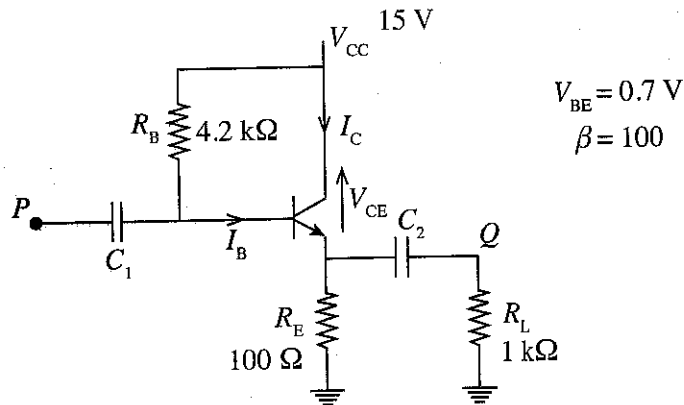 15 V
V_CC
V_BE = 0.7 V
R_B 4.2 kΩ I_C
β = 100
P V_CE C_2 Q
C_1 I_B
R_E R_L
100 Ω 1 kΩ